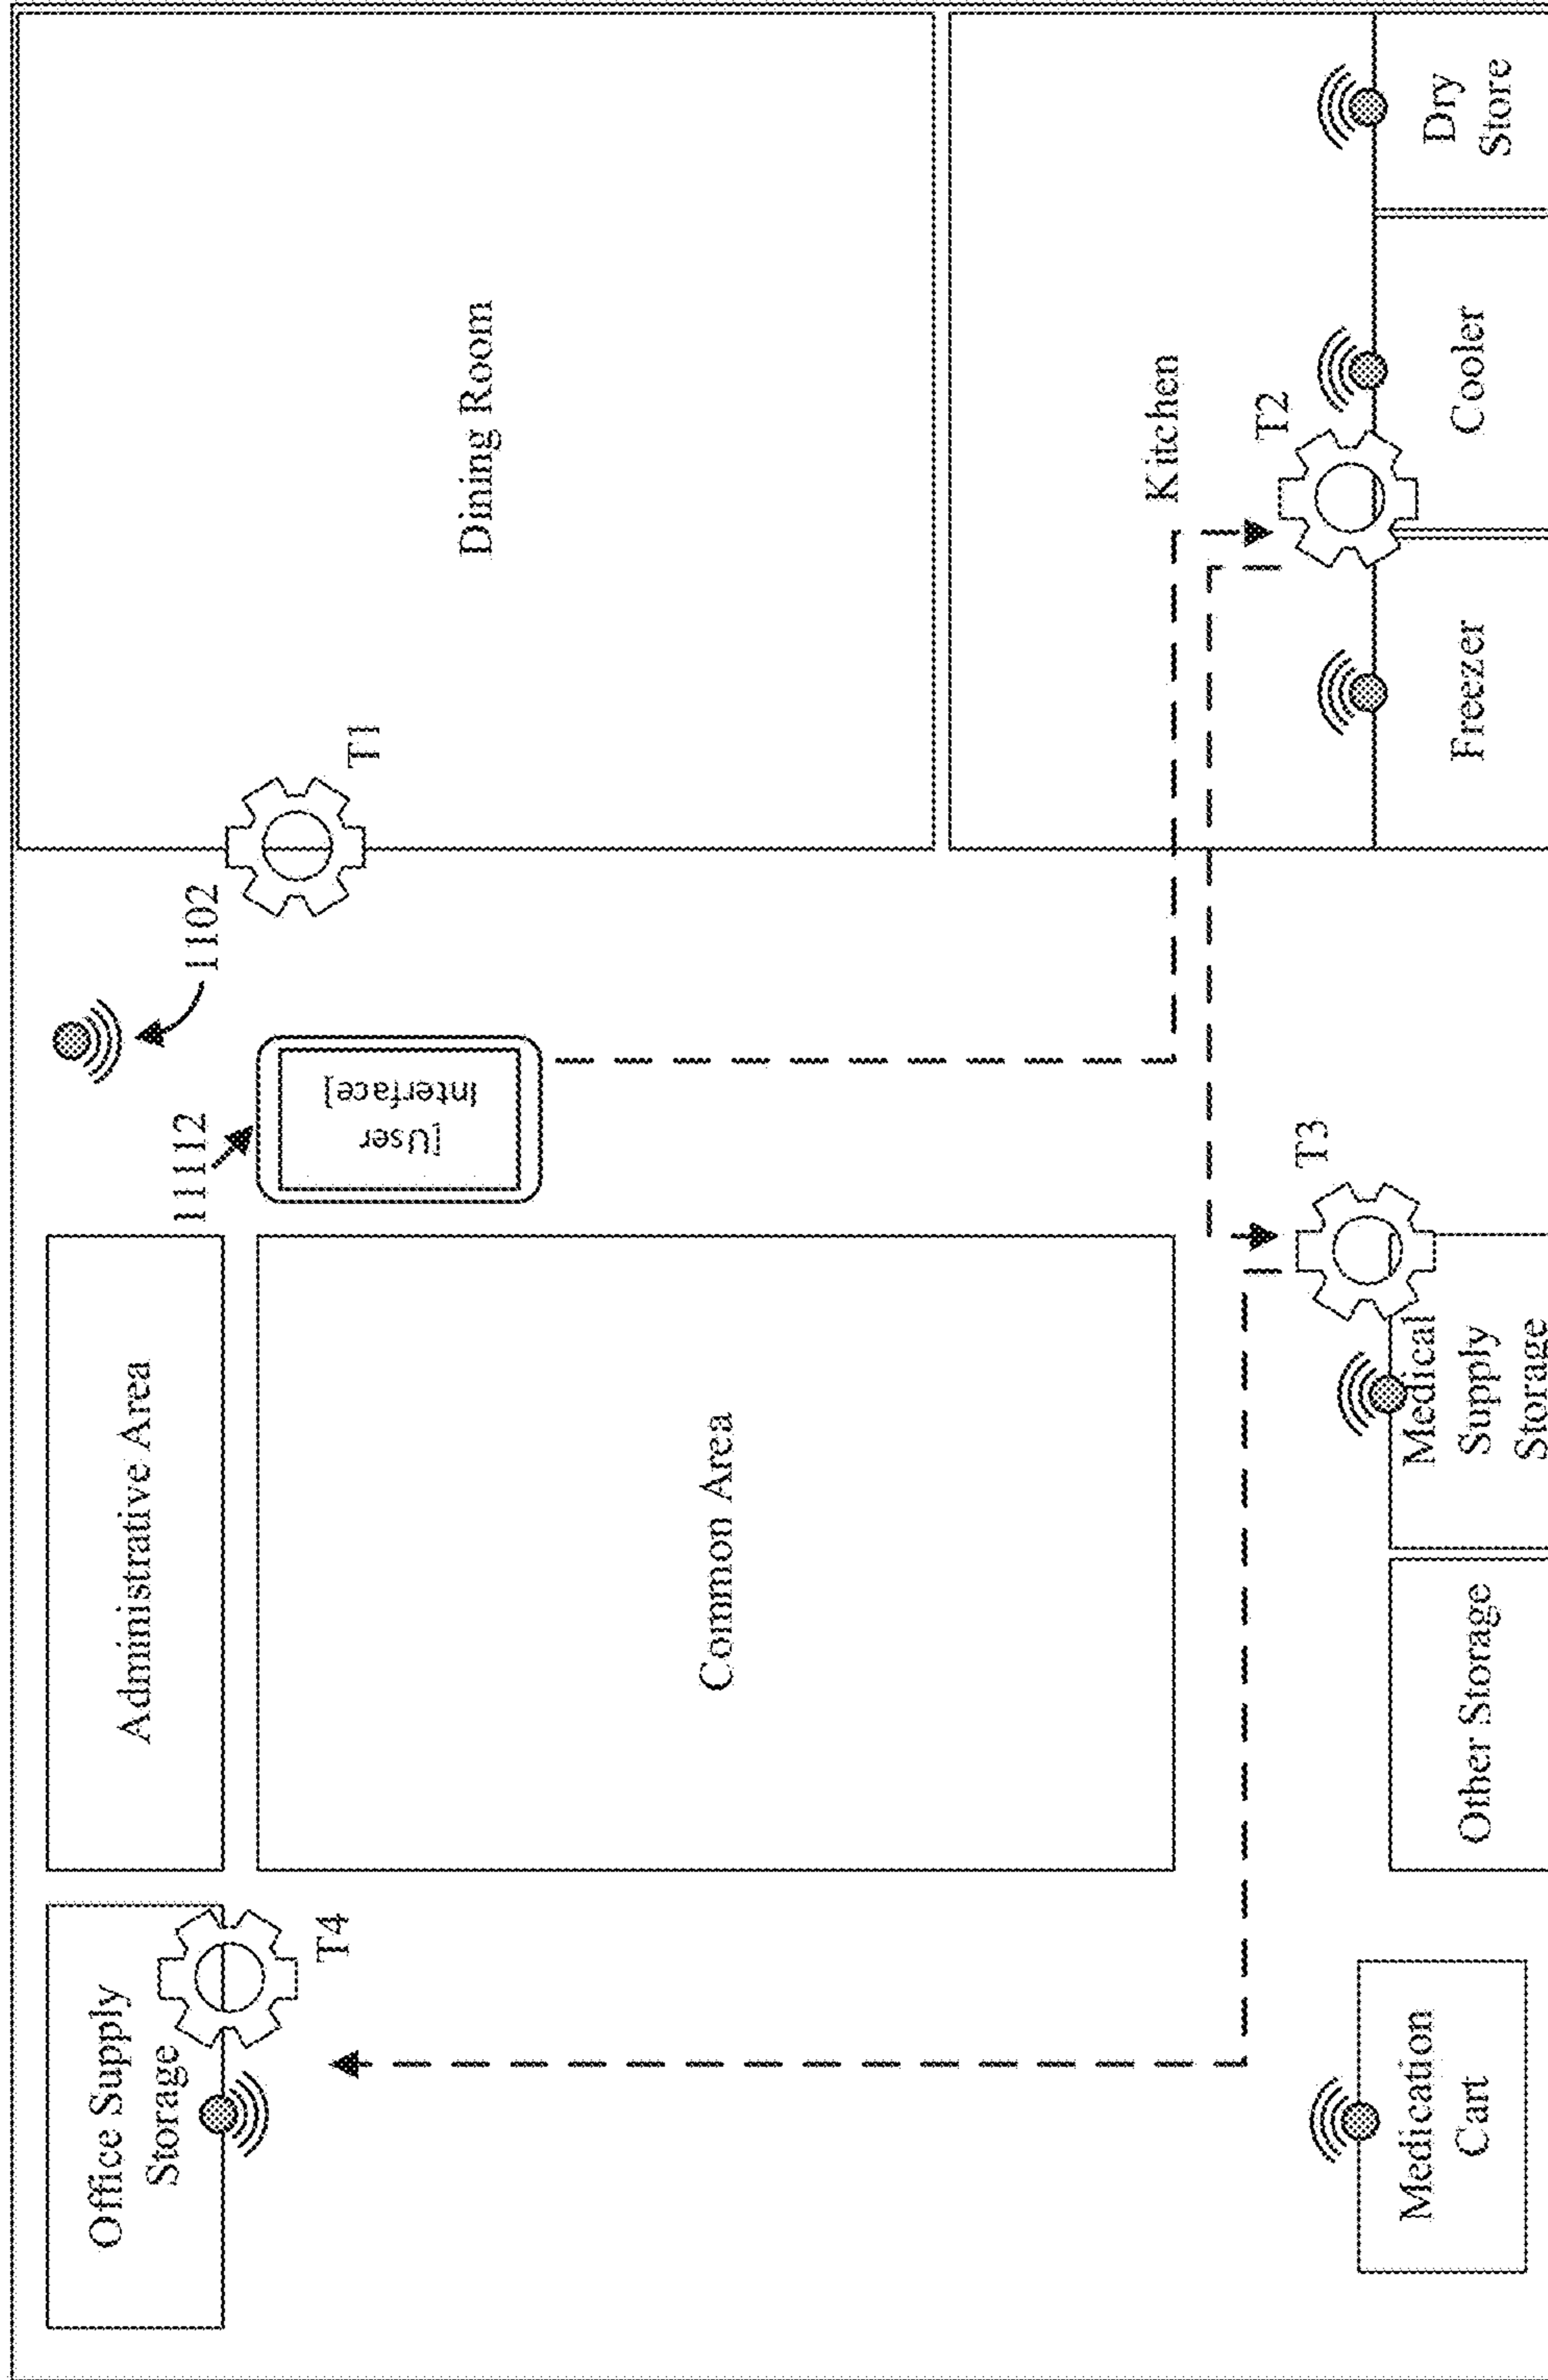 Office Supply
Storage
T4
Administrative Area
Common Area
11112
[User
Interface]
1102
T1
Dining Room
Medication
Cart
Other Storage
Medical
Supply
Storage
T3
Kitchen
T2
Freezer
Cooler
Dry
Store